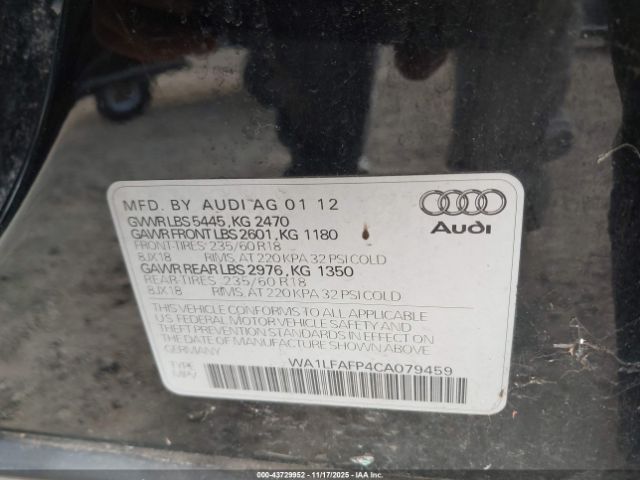 MFD. BY AUDI AG 01 12
GVWR LBS 5445, KG 2470
GAWR FRONT LBS 2601, KG 1180
FRONT-TIRES 235/60 R18
8JX18 RIMS, AT 220 KPA 32 PSI COLD
GAWR REAR LBS 2976, KG 1350
REAR-TIRES 235/60 R18
8JX18 RIMS, AT 220 KPA 32 PSI COLD
THIS VEHICLE CONFORMS TO ALL APPLICABLE
U.S. FEDERAL MOTOR VEHICLE SAFETY AND
THEFT PREVENTION STANDARDS IN EFFECT ON
THE DATE OF MANUFACTURE SHOWN ABOVE.
GERMANY
TYPE
MPV
WA1LFAFP4CA079459
Audi
000-43729952 - 11/17/2025 - VEHICLE FRONT